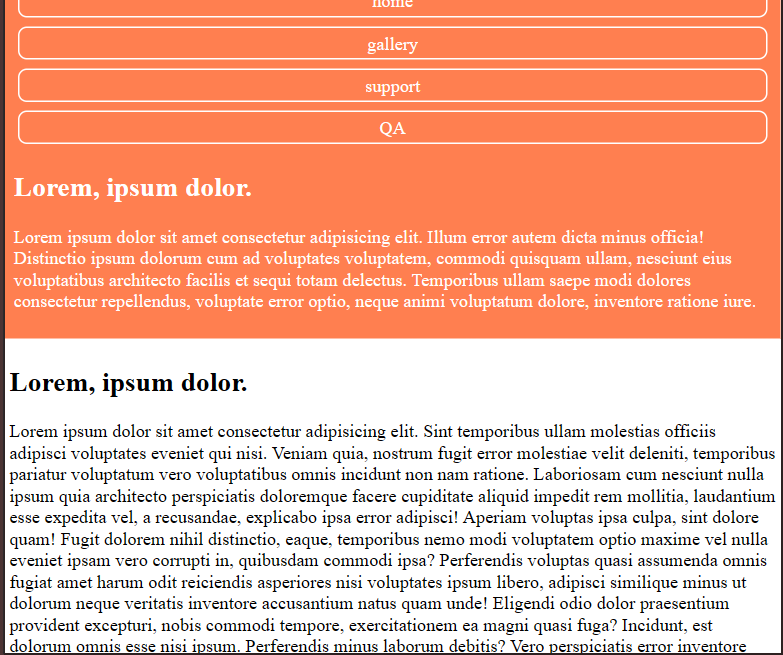 home
gallery
support
QA
Lorem, ipsum dolor.
Lorem ipsum dolor sit amet consectetur adipisicing elit. Illum error autem dicta minus officia!
Distinctio ipsum dolorum cum ad voluptates voluptatem, commodi quisquam ullam, nesciunt eius
voluptatibus architecto facilis et sequi totam delectus. Temporibus ullam saepe modi dolores
consectetur repellendus, voluptate error optio, neque animi voluptatum dolore, inventore ratione iure.
Lorem, ipsum dolor.
Lorem ipsum dolor sit amet consectetur adipisicing elit. Sint temporibus ullam molestias officiis
adipisci voluptates eveniet qui nisi. Veniam quia, nostrum fugit error molestiae velit deleniti, temporibus
pariatur voluptatum vero voluptatibus omnis incidunt non nam ratione. Laboriosam cum nesciunt nulla
ipsum quia architecto perspiciatis doloremque facere cupiditate aliquid impedit rem mollitia, laudantium
esse expedita vel, a recusandae, explicabo ipsa error adipisci! Aperiam voluptas ipsa culpa, sint dolore
quam! Fugit dolorem nihil distinctio, eaque, temporibus nemo modi voluptatem optio maxime vel nulla
eveniet ipsam vero corrupti in, quibusdam commodi ipsa? Perferendis voluptas quasi assumenda omnis
fugiat amet harum odit reiciendis asperiores nisi voluptates ipsum libero, adipisci similique minus ut
dolorum neque veritatis inventore accusantium natus quam unde! Eligendi odio dolor praesentium
provident excepturi, nobis commodi tempore, exercitationem ea magni quasi fuga? Incidunt, est
dolorum omnis esse nisi ipsum. Perferendis minus laborum debitis? Vero perspiciatis error inventore